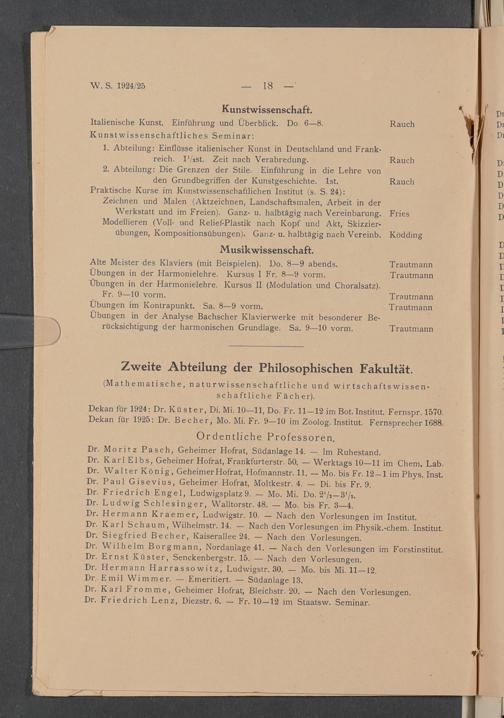 W. S. 1924/25 — 18 —
Kunstwissenschaft.
Italienische Kunst. Einführung und Überblick. Do 6—8. Rauch
Kunstwissenschaftliches Seminar:
1. Abteilung: Einflüsse italienischer Kunst in Deutschland und Frank-
reich. 1½st. Zeit nach Verabredung. Rauch
2. Abteilung: Die Grenzen der Stile. Einführung in die Lehre von
den Grundbegriffen der Kunstgeschichte. 1st. Rauch
Praktische Kurse im Kunstwissenschaftlichen Institut (s. S. 24):
Zeichnen und Malen (Aktzeichnen, Landschaftsmalen, Arbeit in der
Werkstatt und im Freien). Ganz- u. halbtägig nach Vereinbarung. Fries
Modellieren (Voll- und Relief-Plastik nach Kopf und Akt, Skizzier-
übungen, Kompositionsübungen). Ganz- u. halbtägig nach Vereinb. Ködding
Musikwissenschaft.
Alte Meister des Klaviers (mit Beispielen). Do. 8—9 abends. Trautmann
Übungen in der Harmonielehre. Kursus I Fr. 8—9 vorm. Trautmann
Übungen in der Harmonielehre. Kursus II (Modulation und Choralsatz).
Fr. 9—10 vorm. Trautmann
Übungen im Kontrapunkt. Sa. 8—9 vorm. Trautmann
Übungen in der Analyse Bachscher Klavierwerke mit besonderer Be-
rücksichtigung der harmonischen Grundlage. Sa. 9—10 vorm. Trautmann
Zweite Abteilung der Philosophischen Fakultät.
(Mathematische, naturwissenschaftliche und wirtschaftswissen-
schaftliche Fächer).
Dekan für 1924: Dr. Küster, Di. Mi. 10—11, Do. Fr. 11—12 im Bot. Institut. Fernspr. 1570.
Dekan für 1925: Dr. Becher, Mo. Mi. Fr. 9—10 im Zoolog. Institut. Fernsprecher 1688.
Ordentliche Professoren.
Dr. Moritz Pasch, Geheimer Hofrat, Südanlage 14. — Im Ruhestand.
Dr. Karl Elbs, Geheimer Hofrat, Frankfurterstr. 50. — Werktags 10—11 im Chem. Lab.
Dr. Walter König, Geheimer Hofrat, Hofmannstr. 11. — Mo. bis Fr. 12—1 im Phys. Inst.
Dr. Paul Gisevius, Geheimer Hofrat, Moltkestr. 4. — Di. bis Fr. 9.
Dr. Friedrich Engel, Ludwigsplatz 9. — Mo. Mi. Do. 2½—3½.
Dr. Ludwig Schlesinger, Walltorstr. 48. — Mo. bis Fr. 3—4.
Dr. Hermann Kraemer, Ludwigstr. 10. — Nach den Vorlesungen im Institut.
Dr. Karl Schaum, Wilhelmstr. 14. — Nach den Vorlesungen im Physik.-chem. Institut.
Dr. Siegfried Becher, Kaiserallee 24. — Nach den Vorlesungen.
Dr. Wilhelm Borgmann, Nordanlage 41. — Nach den Vorlesungen im Forstinstitut.
Dr. Ernst Küster, Senckenbergstr. 15. — Nach den Vorlesungen.
Dr. Hermann Harrassowitz, Ludwigstr. 30. — Mo. bis Mi. 11—12.
Dr. Emil Wimmer. — Emeritiert. — Südanlage 13.
Dr. Karl Fromme, Geheimer Hofrat, Bleichstr. 20. — Nach den Vorlesungen.
Dr. Friedrich Lenz, Diezstr. 6. — Fr. 10—12 im Staatsw. Seminar.